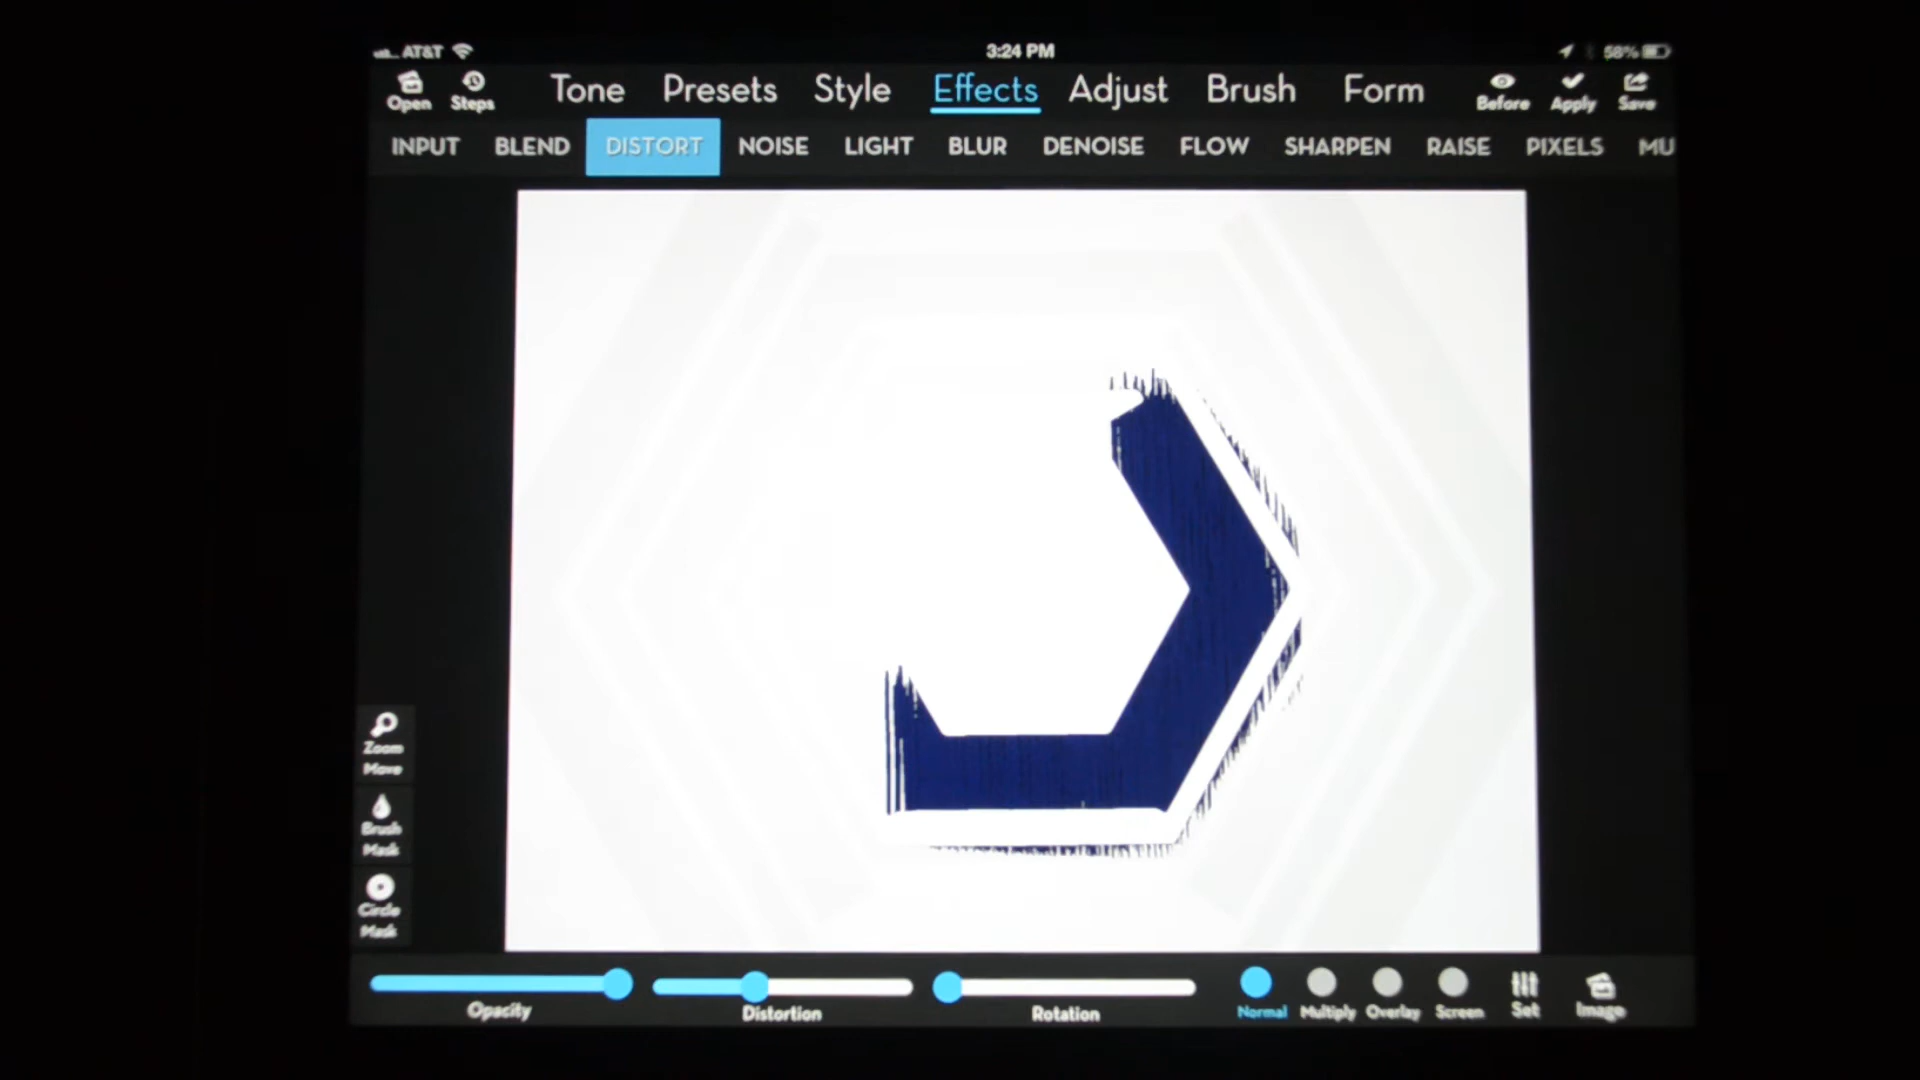 AT&T 3:24 PM 58%
Open Steps Tone Presets Style Effects Adjust Brush Form Before Apply Save
INPUT BLEND DISTORT NOISE LIGHT BLUR DENOISE FLOW SHARPEN RAISE PIXELS MU
Zoom
Move
Brush
Mask
Circle
Mask
Opacity Distortion Rotation Normal Multiply Overlay Screen Set Image